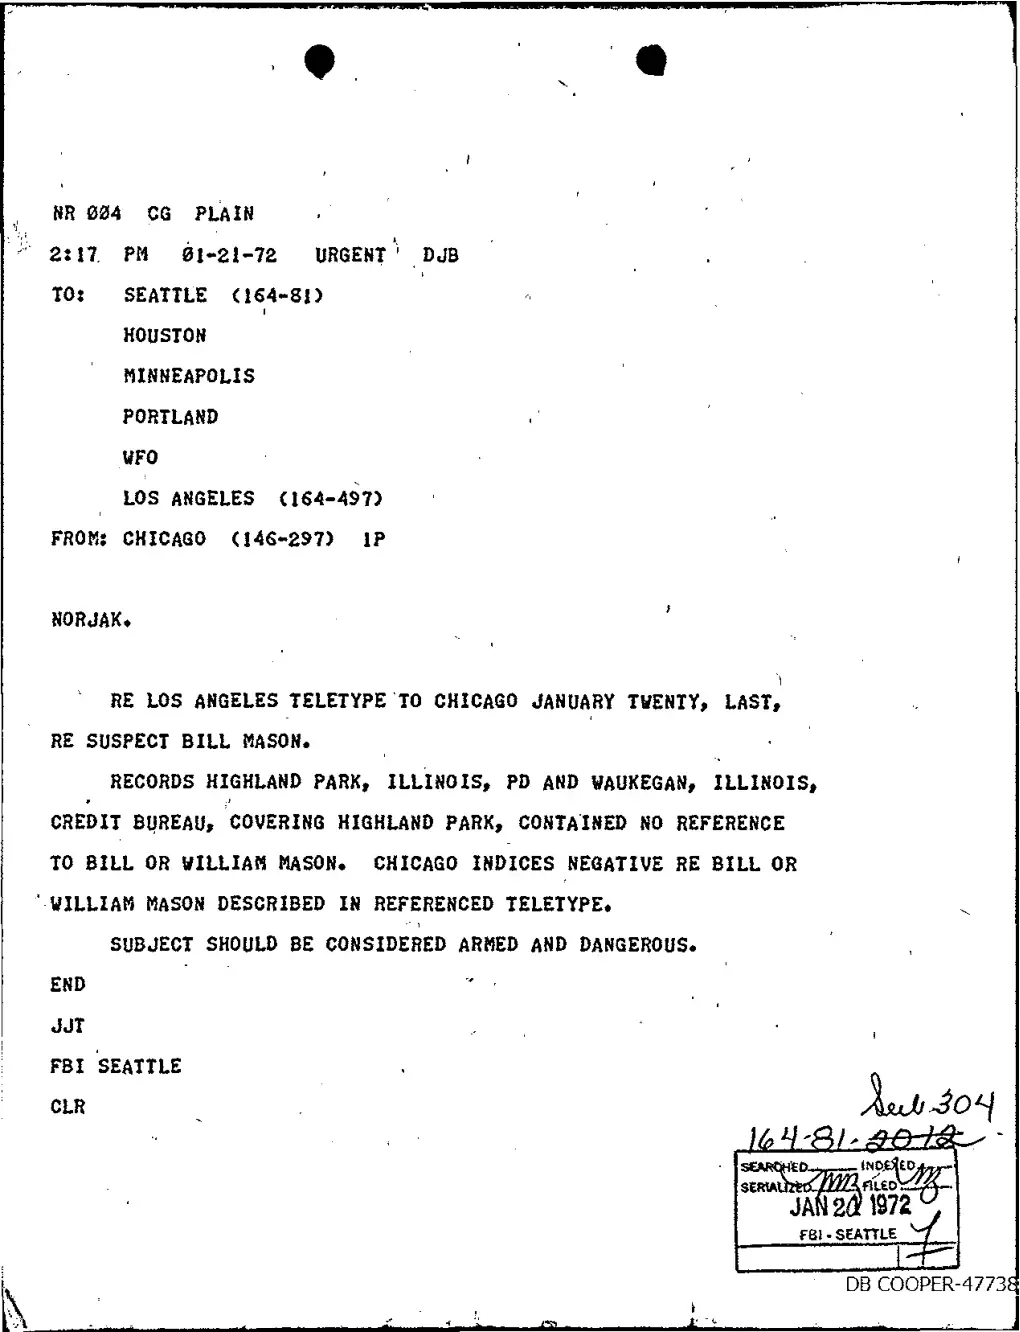 NR 004 CG PLAIN
2:17 PM 01-21-72 URGENT DJB
TO: SEATTLE (164-81)
HOUSTON
MINNEAPOLIS
PORTLAND
WFO
LOS ANGELES (164-497)
FROM: CHICAGO (146-297) 1P
NORJAK.
RE LOS ANGELES TELETYPE TO CHICAGO JANUARY TWENTY, LAST,
RE SUSPECT BILL MASON.
RECORDS HIGHLAND PARK, ILLINOIS, PD AND WAUKEGAN, ILLINOIS,
CREDIT BUREAU, COVERING HIGHLAND PARK, CONTAINED NO REFERENCE
TO BILL OR WILLIAM MASON. CHICAGO INDICES NEGATIVE RE BILL OR
WILLIAM MASON DESCRIBED IN REFERENCED TELETYPE.
SUBJECT SHOULD BE CONSIDERED ARMED AND DANGEROUS.
END
JJT
FBI SEATTLE
CLR
Sub 304
164-81-2012
SEARCHED INDEXED
SERIALIZED FILED
JAN 1972
FBI - SEATTLE
DB COOPER-47738